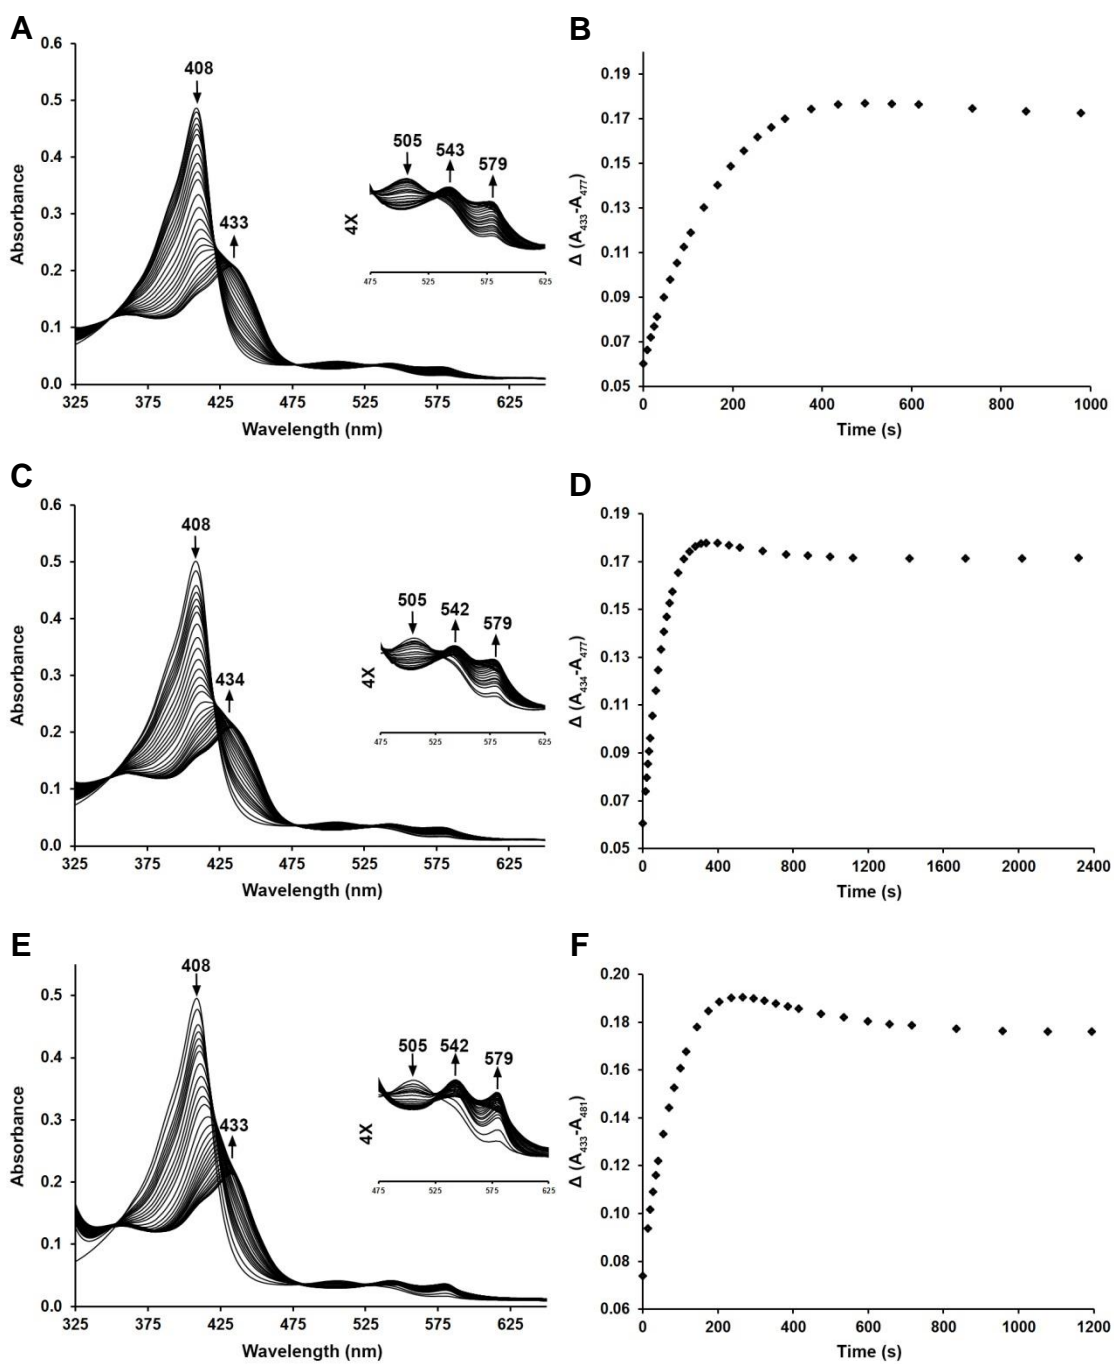 A
0.6
0.5
0.4
0.3
0.2
0.1
0.0
Absorbance
325 375 425 475 525 575 625
Wavelength (nm)
408
433
505 543 579
4X
475 525 575 625
B
0.19
0.17
0.15
0.13
0.11
0.09
0.07
0.05
Δ (A433-A477)
0 200 400 600 800 1000
Time (s)
C
0.6
0.5
0.4
0.3
0.2
0.1
0.0
Absorbance
325 375 425 475 525 575 625
Wavelength (nm)
408
434
505 542 579
4X
475 525 575 625
D
0.19
0.17
0.15
0.13
0.11
0.09
0.07
0.05
Δ (A434-A477)
0 400 800 1200 1600 2000 2400
Time (s)
E
0.5
0.4
0.3
0.2
0.1
0.0
Absorbance
325 375 425 475 525 575 625
Wavelength (nm)
408
433
505 542 579
4X
475 525 575 625
F
0.20
0.18
0.16
0.14
0.12
0.10
0.08
0.06
Δ (A433-A481)
0 200 400 600 800 1000 1200
Time (s)